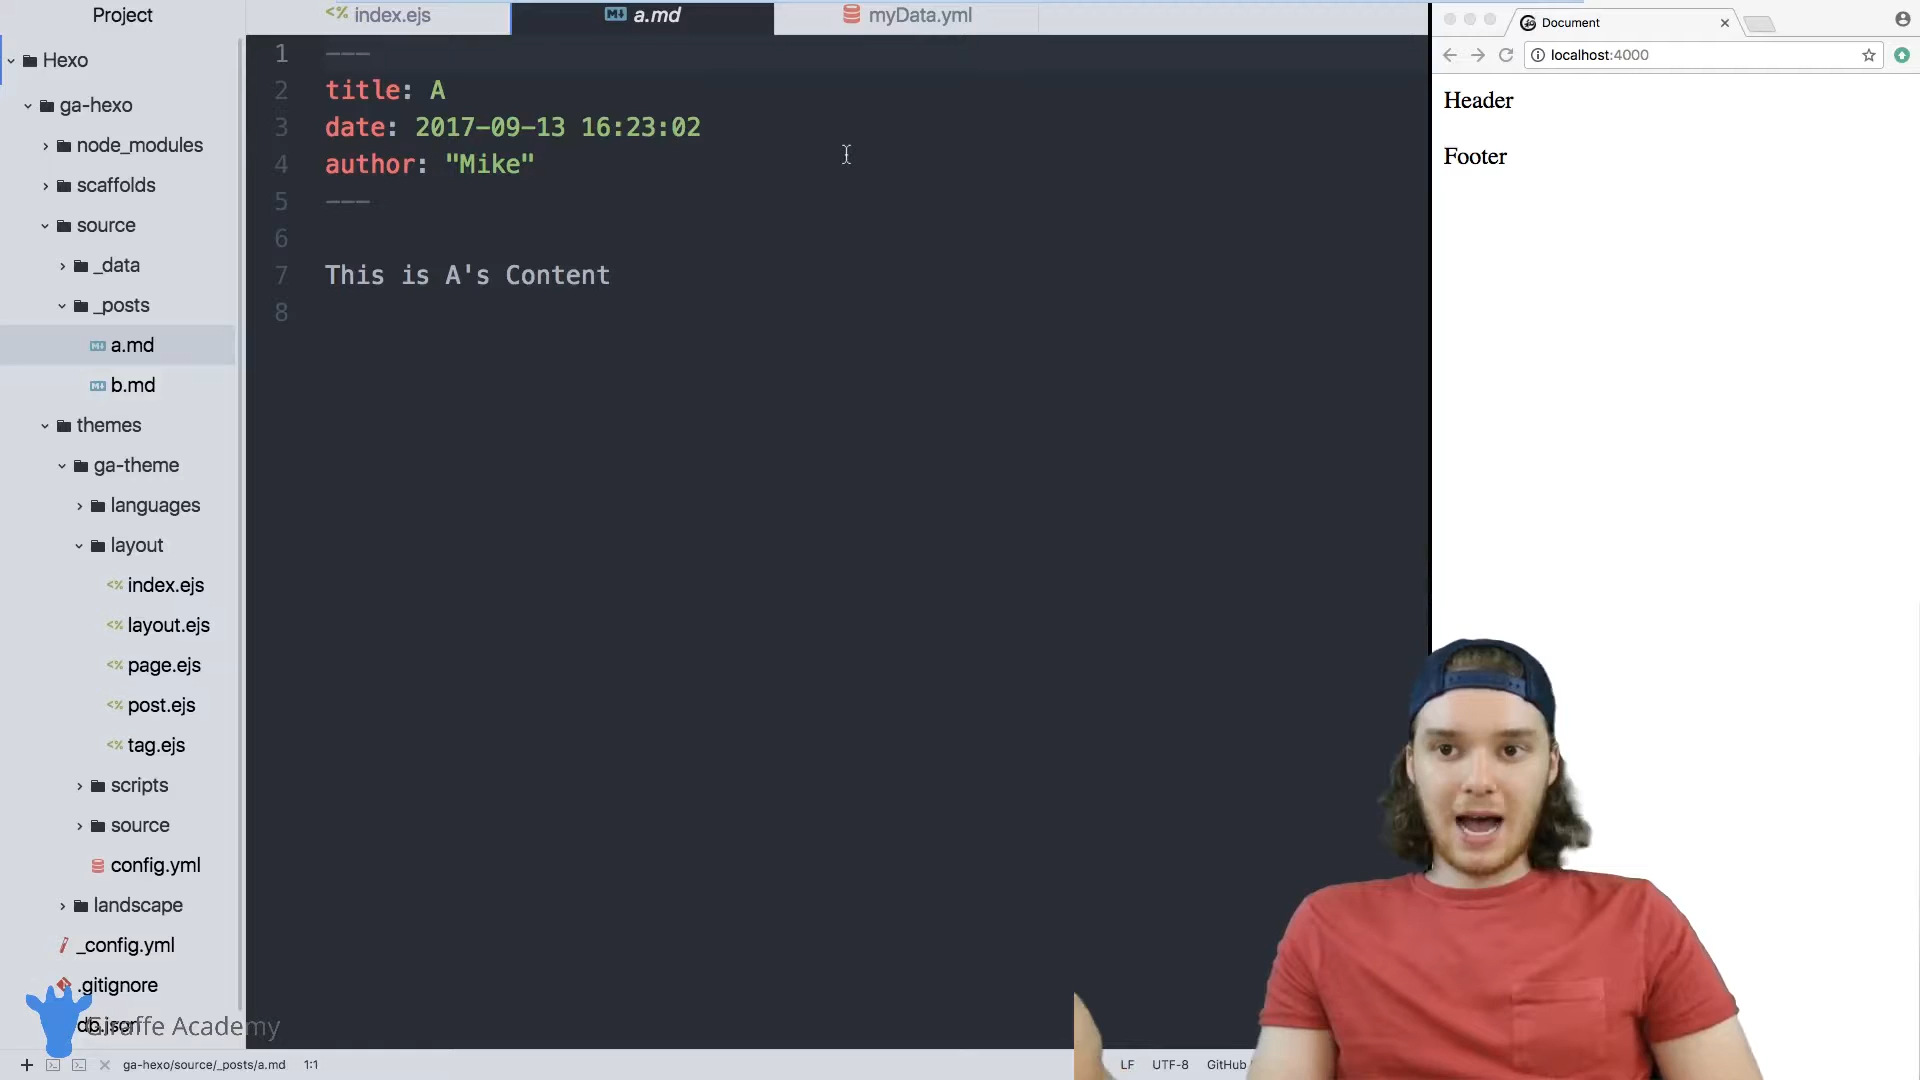 Project
Hexo
ga-hexo
node_modules
scaffolds
source
_data
_posts
a.md
b.md
themes
ga-theme
languages
layout
index.ejs
layout.ejs
page.ejs
post.ejs
tag.ejs
scripts
source
config.yml
landscape
_config.yml
.gitignore
db.json
Giraffe Academy
index.ejs
a.md
myData.yml
1 ---
2 title: A
3 date: 2017-09-13 16:23:02
4 author: "Mike"
5 ---
6
7 This is A's Content
8
ga-hexo/source/_posts/a.md 1:1
LF UTF-8 GitHub
Document
localhost:4000
Header
Footer